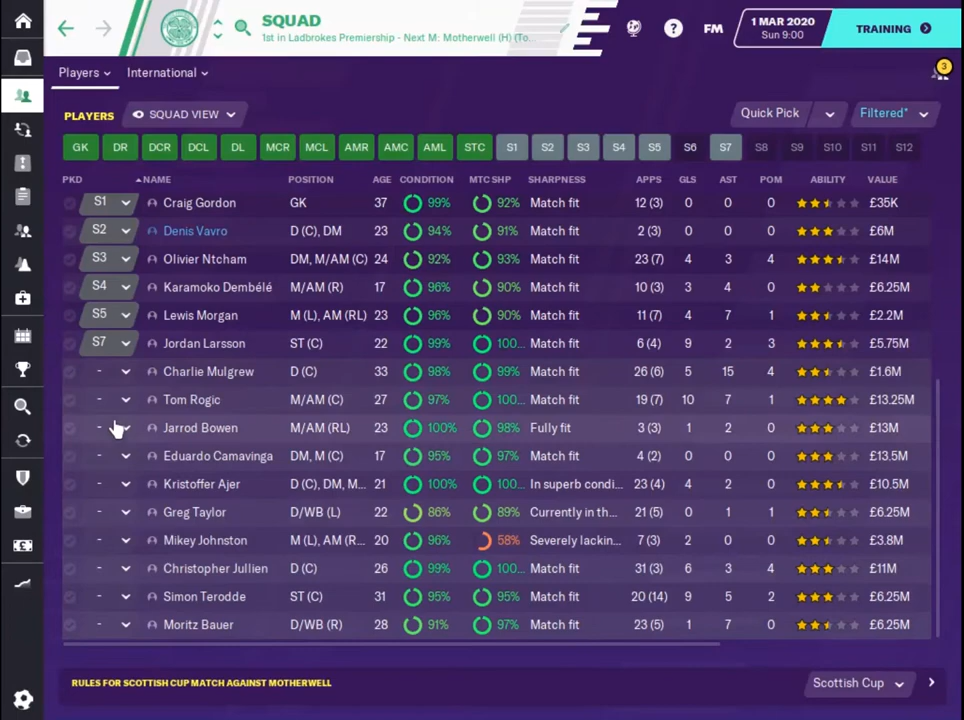 SQUAD
1st in Ladbrokes Premiership - Next M: Motherwell (H) (To...
FM
1 MAR 2020
Sun 9:00
TRAINING
Players
International
3
PLAYERS
SQUAD VIEW
Quick Pick
Filtered*
GK DR DCR DCL DL MCR MCL AMR AMC AML STC S1 S2 S3 S4 S5 S6 S7 S8 S9 S10 S11 S12
PKD NAME POSITION AGE CONDITION MTC SHP SHARPNESS APPS GLS AST POM ABILITY VALUE
S1 Craig Gordon GK 37 99% 92% Match fit 12 (3) 0 0 0 £35K
S2 Denis Vavro D (C), DM 23 94% 91% Match fit 2 (3) 0 0 0 £6M
S3 Olivier Ntcham DM, M/AM (C) 24 92% 93% Match fit 23 (7) 4 3 4 £14M
S4 Karamoko Dembélé M/AM (R) 17 96% 90% Match fit 10 (3) 3 4 0 £6.25M
S5 Lewis Morgan M (L), AM (RL) 23 96% 90% Match fit 11 (7) 4 7 1 £2.2M
S7 Jordan Larsson ST (C) 22 99% 100... Match fit 6 (4) 9 2 3 £5.75M
- Charlie Mulgrew D (C) 33 98% 99% Match fit 26 (6) 5 15 4 £1.6M
- Tom Rogic M/AM (C) 27 97% 100... Match fit 19 (7) 10 7 1 £13.25M
- Jarrod Bowen M/AM (RL) 23 100% 98% Fully fit 3 (3) 1 2 0 £13M
- Eduardo Camavinga DM, M (C) 17 95% 97% Match fit 4 (2) 0 0 0 £13.5M
- Kristoffer Ajer D (C), DM, M... 21 100% 100... In superb condi... 23 (4) 4 2 0 £10.5M
- Greg Taylor D/WB (L) 22 86% 89% Currently in th... 21 (5) 0 1 1 £6.25M
- Mikey Johnston M (L), AM (R... 20 96% 58% Severely lackin... 7 (3) 2 0 0 £3.8M
- Christopher Jullien D (C) 26 99% 100... Match fit 31 (3) 6 3 4 £11M
- Simon Terodde ST (C) 31 95% 95% Match fit 20 (14) 9 5 2 £6.25M
- Moritz Bauer D/WB (R) 28 91% 97% Match fit 23 (5) 1 7 0 £6.25M
RULES FOR SCOTTISH CUP MATCH AGAINST MOTHERWELL
Scottish Cup